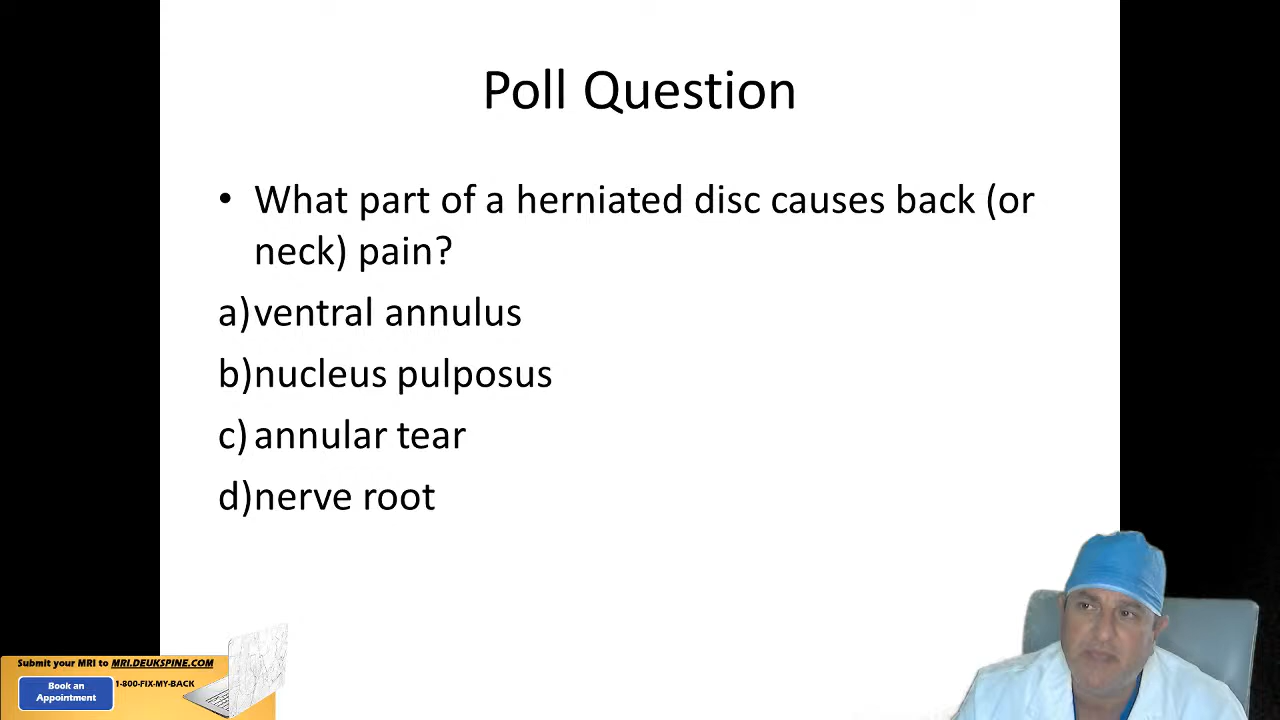 Poll Question
• What part of a herniated disc causes back (or
neck) pain?
a) ventral annulus
b) nucleus pulposus
c) annular tear
d) nerve root
Submit your MRI to MRI.DEUKSPINE.COM
1-800-FIX-MY-BACK
Book an
Appointment